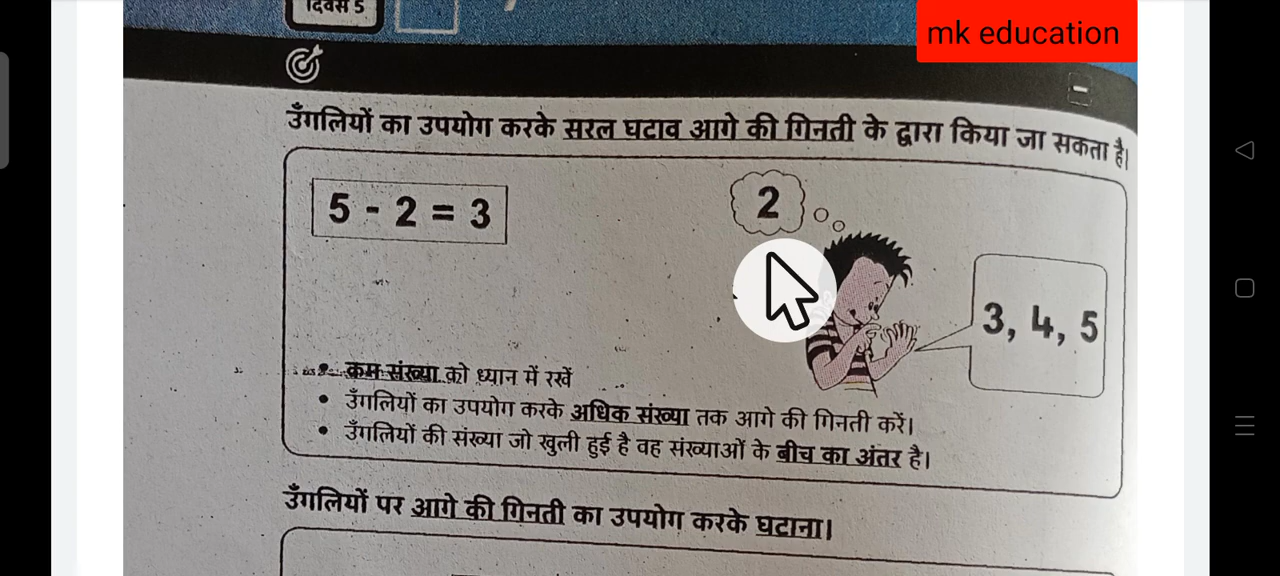 दिवस 5
mk education
उँगलियों का उपयोग करके सरल घटाव आगे की गिनती के द्वारा किया जा सकता है।
5 - 2 = 3
2
3, 4, 5
• कम संख्या को ध्यान में रखें
• उँगलियों का उपयोग करके अधिक संख्या तक आगे की गिनती करें।
• उँगलियों की संख्या जो खुली हुई है वह संख्याओं के बीच का अंतर है।
उँगलियों पर आगे की गिनती का उपयोग करके घटाना।